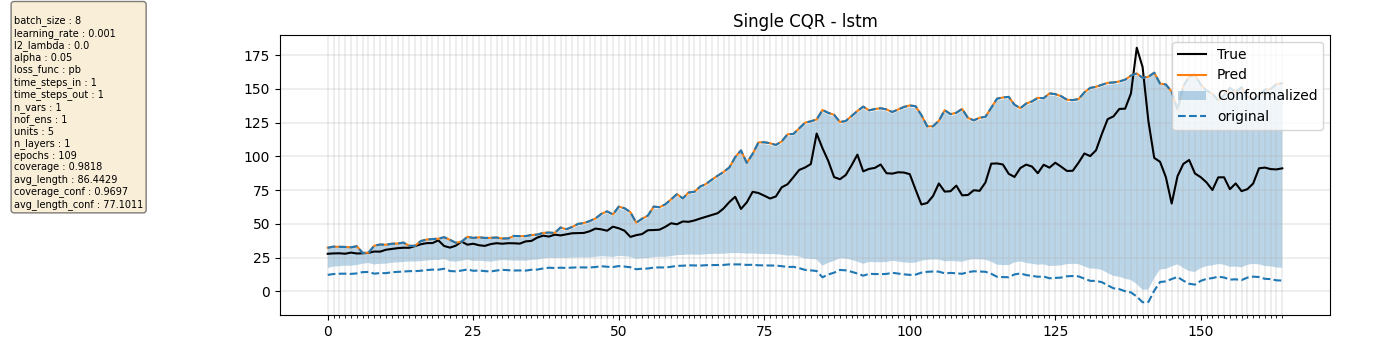 batch_size : 8
learning_rate : 0.001
l2_lambda : 0.0
alpha : 0.05
loss_func : pb
time_steps_in : 1
time_steps_out : 1
n_vars : 1
nof_ens : 1
units : 5
n_layers : 1
epochs : 109
coverage : 0.9818
avg_length : 86.4429
coverage_conf : 0.9697
avg_length_conf : 77.1011
Single CQR - lstm
175
150
125
100
75
50
25
0
True
Pred
Conformalized
original
0 25 50 75 100 125 150